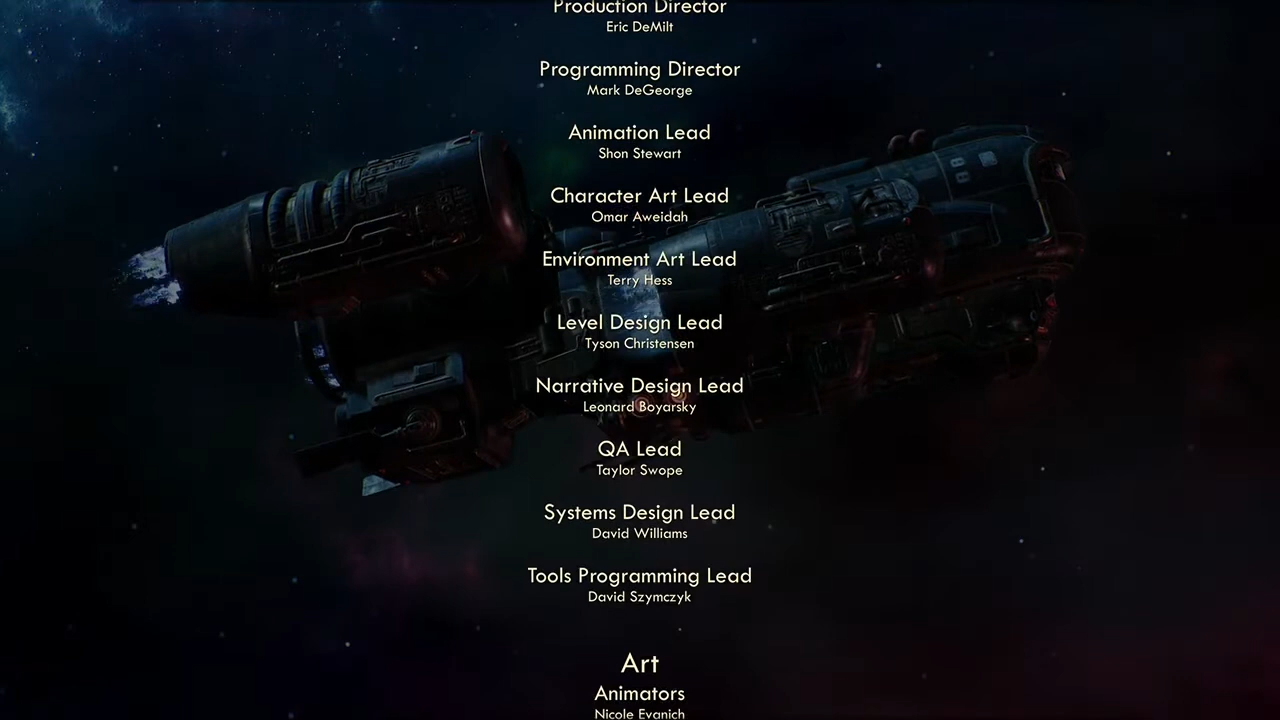 Production Director
Eric DeMilt
Programming Director
Mark DeGeorge
Animation Lead
Shon Stewart
Character Art Lead
Omar Aweidah
Environment Art Lead
Terry Hess
Level Design Lead
Tyson Christensen
Narrative Design Lead
Leonard Boyarsky
QA Lead
Taylor Swope
Systems Design Lead
David Williams
Tools Programming Lead
David Szymczyk
Art
Animators
Nicole Evanich